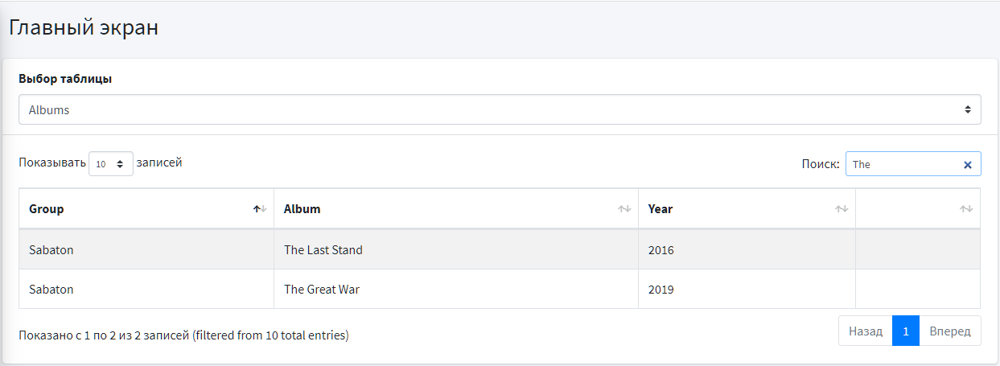 Главный экран
Выбор таблицы
Albums
Показывать 10 записей
Поиск: The
Group Album Year
Sabaton The Last Stand 2016
Sabaton The Great War 2019
Показано с 1 по 2 из 2 записей (filtered from 10 total entries)
Назад 1 Вперед